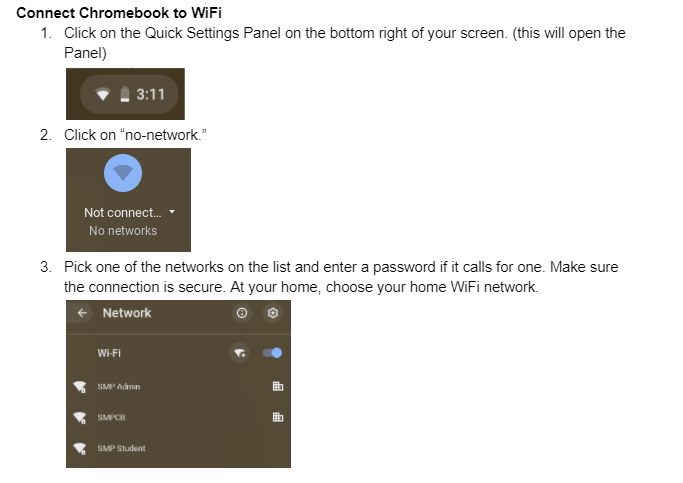 Connect Chromebook to WiFi
1. Click on the Quick Settings Panel on the bottom right of your screen. (this will open the
Panel)
3:11
2. Click on “no-network.”
Not connect...
No networks
3. Pick one of the networks on the list and enter a password if it calls for one. Make sure
the connection is secure. At your home, choose your home WiFi network.
Network
Wi-Fi
SMP Admin
SMPCB
SMP Student